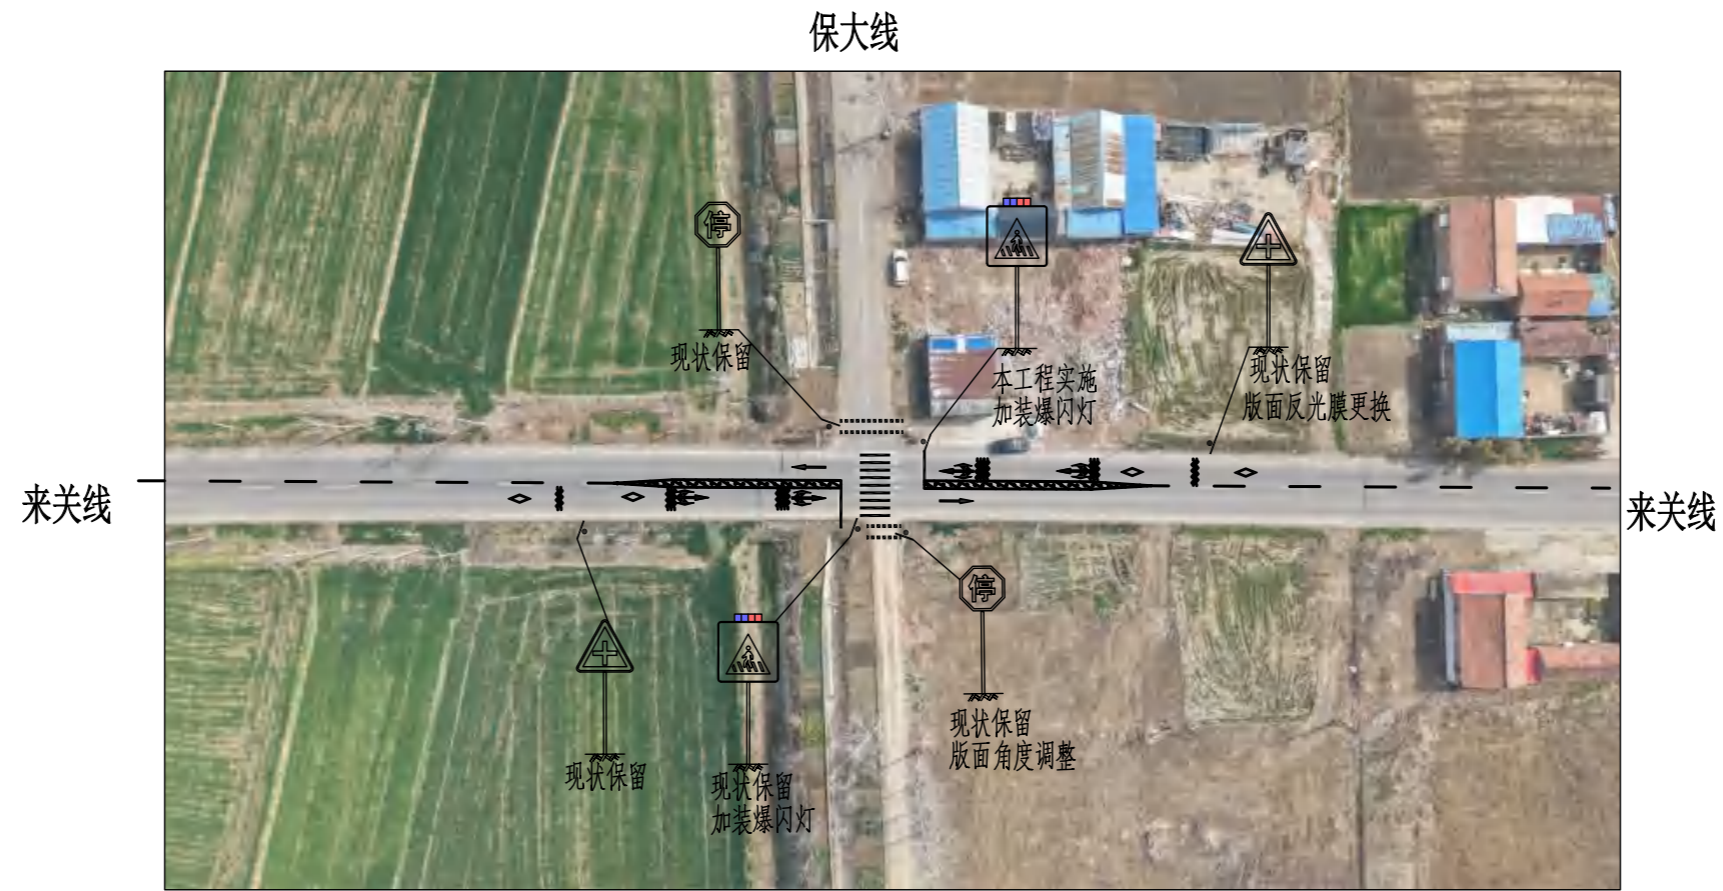 保大线
停
现状保留
本工程实施
加装爆闪灯
现状保留
版面反光膜更换
来关线
来关线
停
现状保留
版面角度调整
现状保留
现状保留
加装爆闪灯